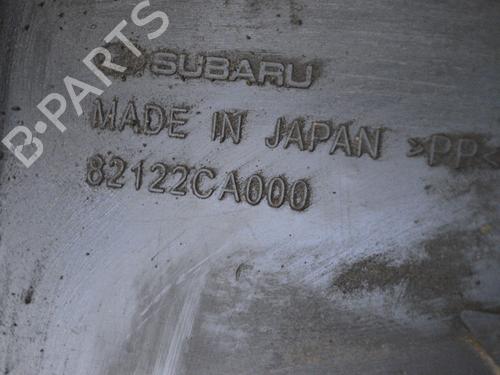 B-PARTS
SUBARU
MADE IN JAPAN >PP<
82122CA000